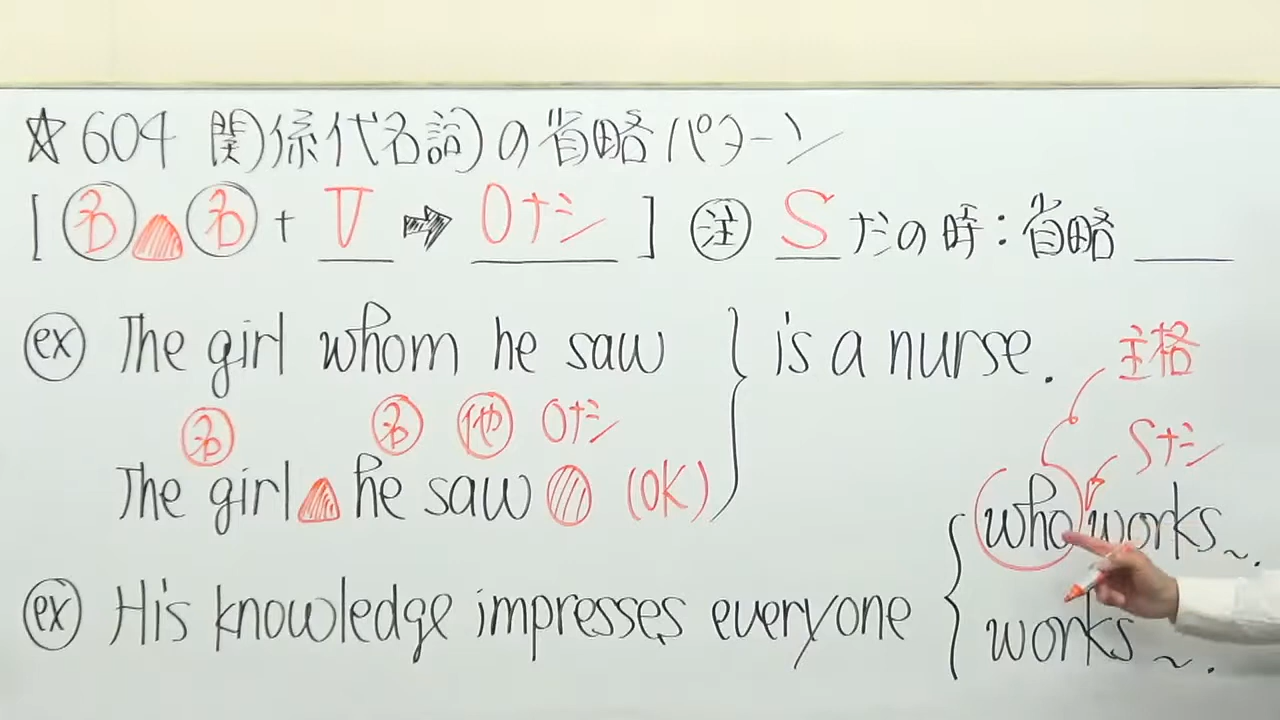 ☆604 関係代名詞の省略パターン
[ 名 名 + V ➡ Oナシ ] 注 Sだの時：省略
ex The girl whom he saw } is a nurse.
主格
名 名 他 Oナシ
Sナシ
The girl he saw (OK)
{ who works ~.
ex His knowledge impresses everyone
works ~.